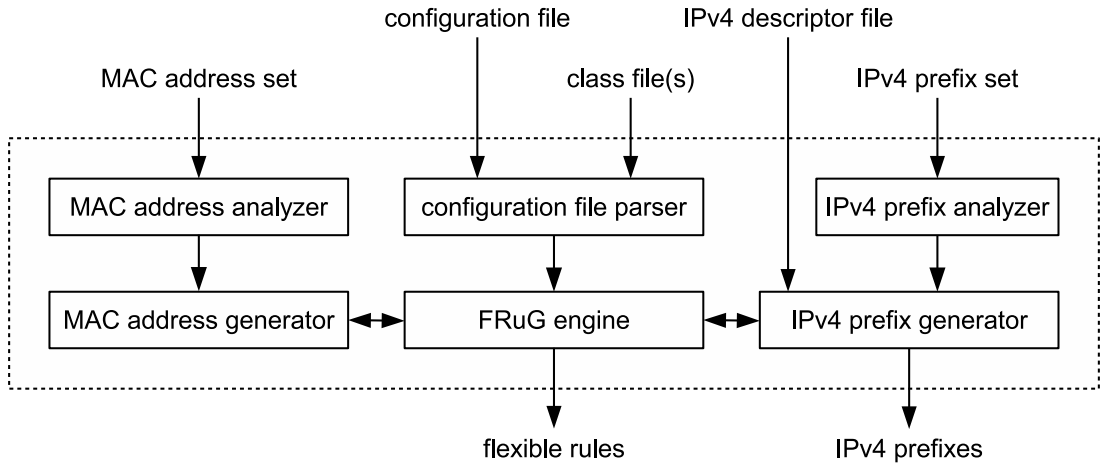 configuration file
IPv4 descriptor file
MAC address set
class file(s)
IPv4 prefix set
MAC address analyzer
configuration file parser
IPv4 prefix analyzer
MAC address generator
FRuG engine
IPv4 prefix generator
flexible rules
IPv4 prefixes